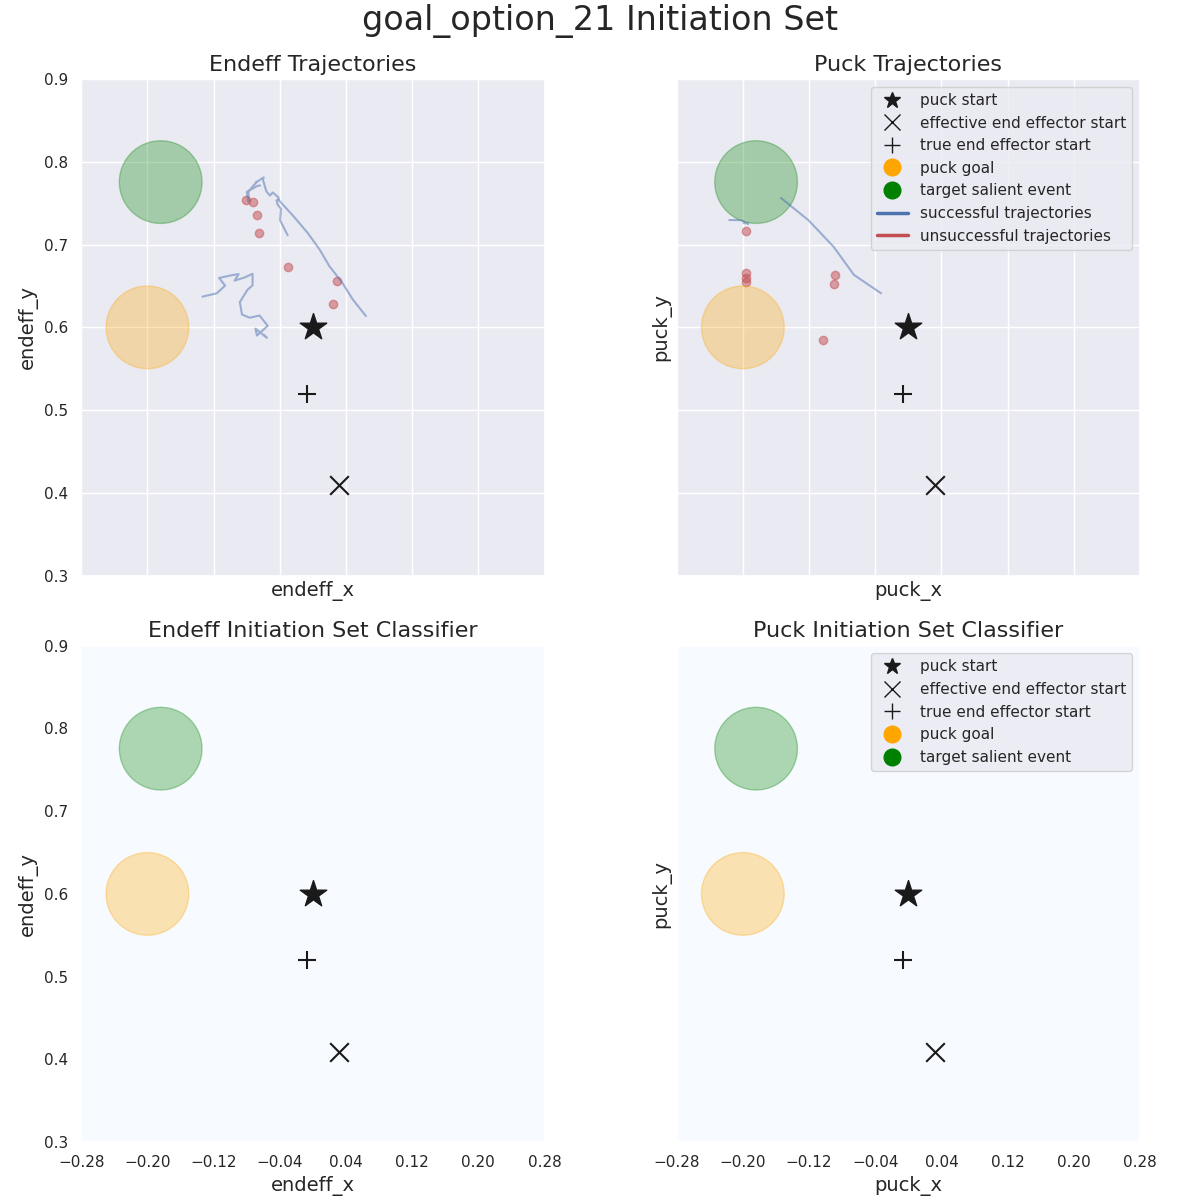 goal_option_21 Initiation Set
Endeff Trajectories
0.9
0.8
0.7
0.6
0.5
0.4
0.3
endeff_y
endeff_x
Puck Trajectories
puck start
effective end effector start
true end effector start
puck goal
target salient event
successful trajectories
unsuccessful trajectories
puck_y
puck_x
Endeff Initiation Set Classifier
0.9
0.8
0.7
0.6
0.5
0.4
0.3
endeff_y
−0.28 −0.20 −0.12 −0.04 0.04 0.12 0.20 0.28
endeff_x
Puck Initiation Set Classifier
puck start
effective end effector start
true end effector start
puck goal
target salient event
puck_y
−0.28 −0.20 −0.12 −0.04 0.04 0.12 0.20 0.28
puck_x